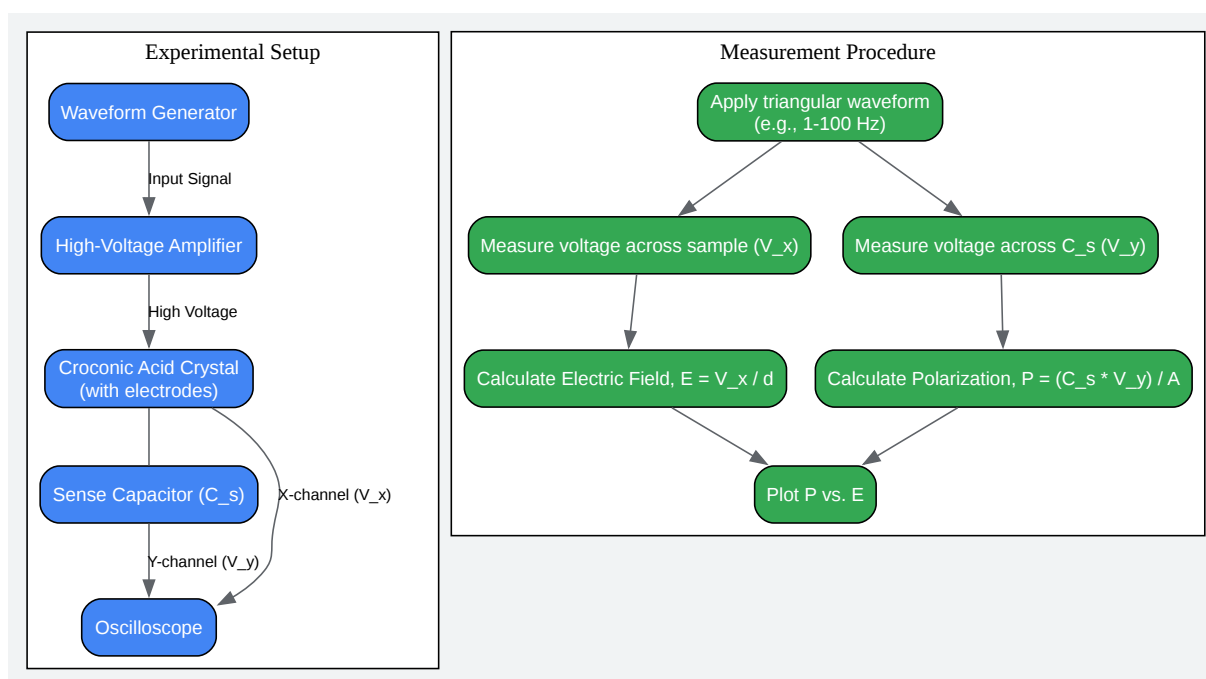 Experimental Setup
Waveform Generator
Input Signal
High-Voltage Amplifier
High Voltage
Croconic Acid Crystal
(with electrodes)
Sense Capacitor (C_s)
X-channel (V_x)
Y-channel (V_y)
Oscilloscope
Measurement Procedure
Apply triangular waveform
(e.g., 1-100 Hz)
Measure voltage across sample (V_x)
Measure voltage across C_s (V_y)
Calculate Electric Field, E = V_x / d
Calculate Polarization, P = (C_s * V_y) / A
Plot P vs. E